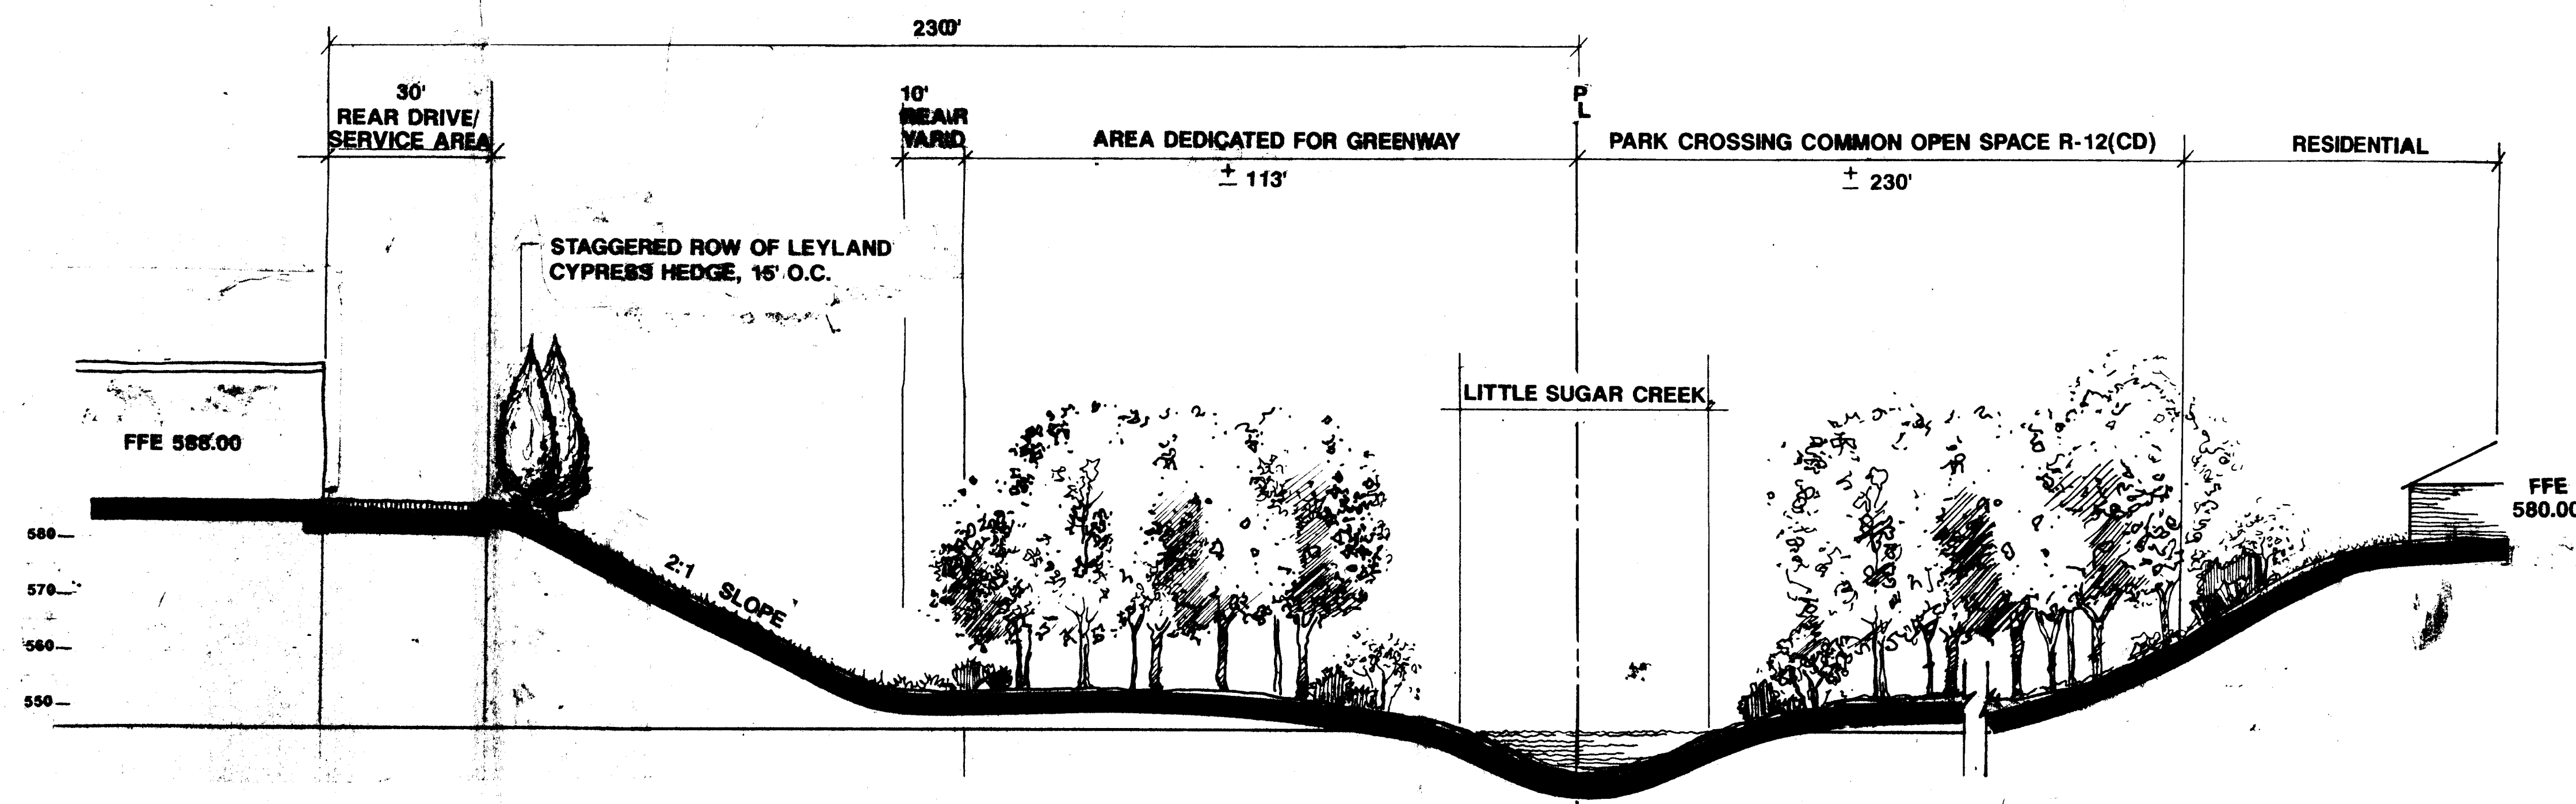 230'
30'
REAR DRIVE/
SERVICE AREA
10'
REAR
YARD
AREA DEDICATED FOR GREENWAY
± 113'
P
L
PARK CROSSING COMMON OPEN SPACE R-12(CD)
± 230'
RESIDENTIAL
STAGGERED ROW OF LEYLAND
CYPRESS HEDGE, 15' O.C.
LITTLE SUGAR CREEK
FFE 588.00
FFE
580.00
580
570
560
550
2:1 SLOPE